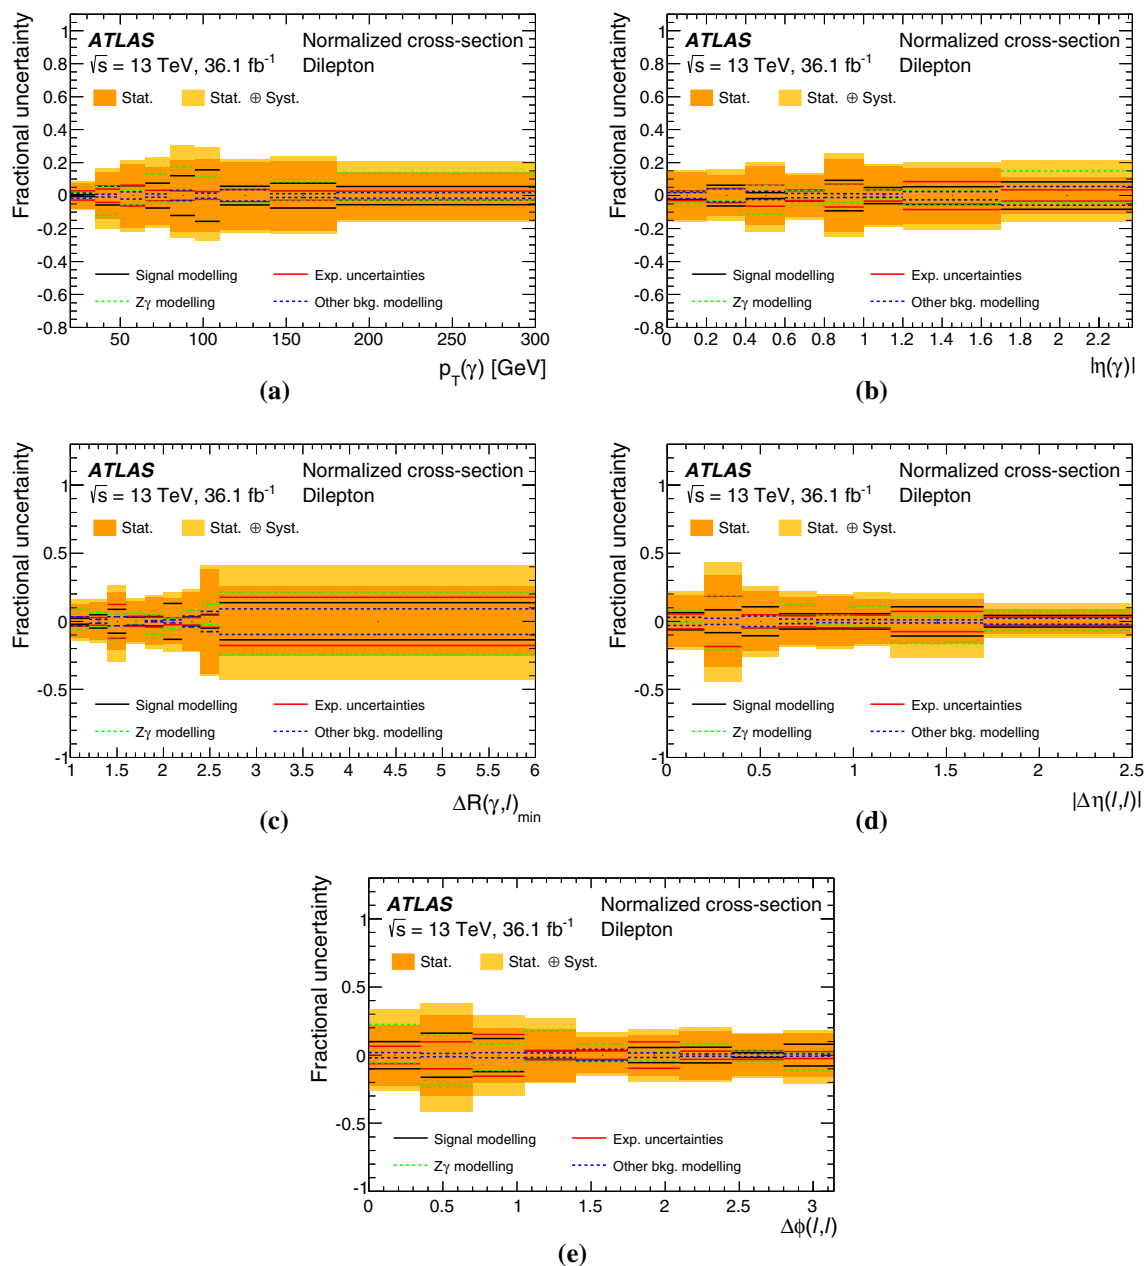 Fractional uncertainty
1
0.8
0.6
0.4
0.2
0
-0.2
-0.4
-0.6
-0.8
ATLAS Normalized cross-section
√s = 13 TeV, 36.1 fb-1 Dilepton
Stat. Stat. ⊕ Syst.
Signal modelling Exp. uncertainties
Zγ modelling Other bkg. modelling
50 100 150 200 250 300
pT(γ) [GeV]
(a)
Fractional uncertainty
1
0.8
0.6
0.4
0.2
0
-0.2
-0.4
-0.6
-0.8
ATLAS Normalized cross-section
√s = 13 TeV, 36.1 fb-1 Dilepton
Stat. Stat. ⊕ Syst.
Signal modelling Exp. uncertainties
Zγ modelling Other bkg. modelling
0 0.2 0.4 0.6 0.8 1 1.2 1.4 1.6 1.8 2 2.2
|η(γ)|
(b)
Fractional uncertainty
1
0.5
0
-0.5
-1
ATLAS Normalized cross-section
√s = 13 TeV, 36.1 fb-1 Dilepton
Stat. Stat. ⊕ Syst.
Signal modelling Exp. uncertainties
Zγ modelling Other bkg. modelling
1 1.5 2 2.5 3 3.5 4 4.5 5 5.5 6
ΔR(γ,l)min
(c)
Fractional uncertainty
1
0.5
0
-0.5
-1
ATLAS Normalized cross-section
√s = 13 TeV, 36.1 fb-1 Dilepton
Stat. Stat. ⊕ Syst.
Signal modelling Exp. uncertainties
Zγ modelling Other bkg. modelling
0 0.5 1 1.5 2 2.5
|Δη(l,l)|
(d)
Fractional uncertainty
1
0.5
0
-0.5
-1
ATLAS Normalized cross-section
√s = 13 TeV, 36.1 fb-1 Dilepton
Stat. Stat. ⊕ Syst.
Signal modelling Exp. uncertainties
Zγ modelling Other bkg. modelling
0 0.5 1 1.5 2 2.5 3
Δϕ(l,l)
(e)